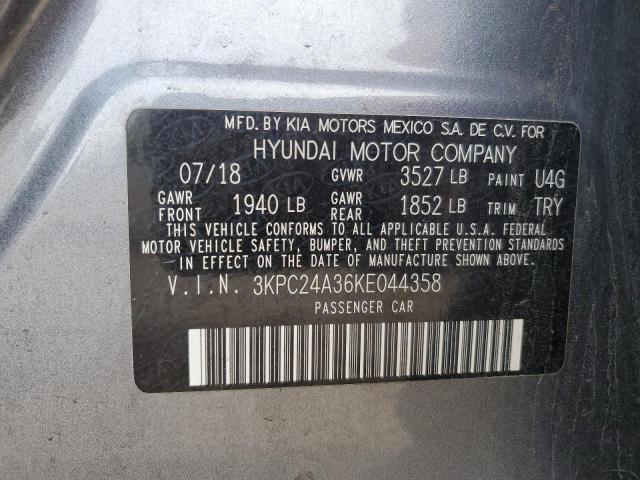 MFD. BY KIA MOTORS MEXICO S.A. DE C.V. FOR
HYUNDAI MOTOR COMPANY
07/18 GVWR 3527 LB PAINT U4G
GAWR FRONT 1940 LB GAWR REAR 1852 LB TRIM TRY
THIS VEHICLE CONFORMS TO ALL APPLICABLE U.S.A. FEDERAL
MOTOR VEHICLE SAFETY, BUMPER, AND THEFT PREVENTION STANDARDS
IN EFFECT ON THE DATE OF MANUFACTURE SHOWN ABOVE.
V.I.N. 3KPC24A36KE044358
PASSENGER CAR